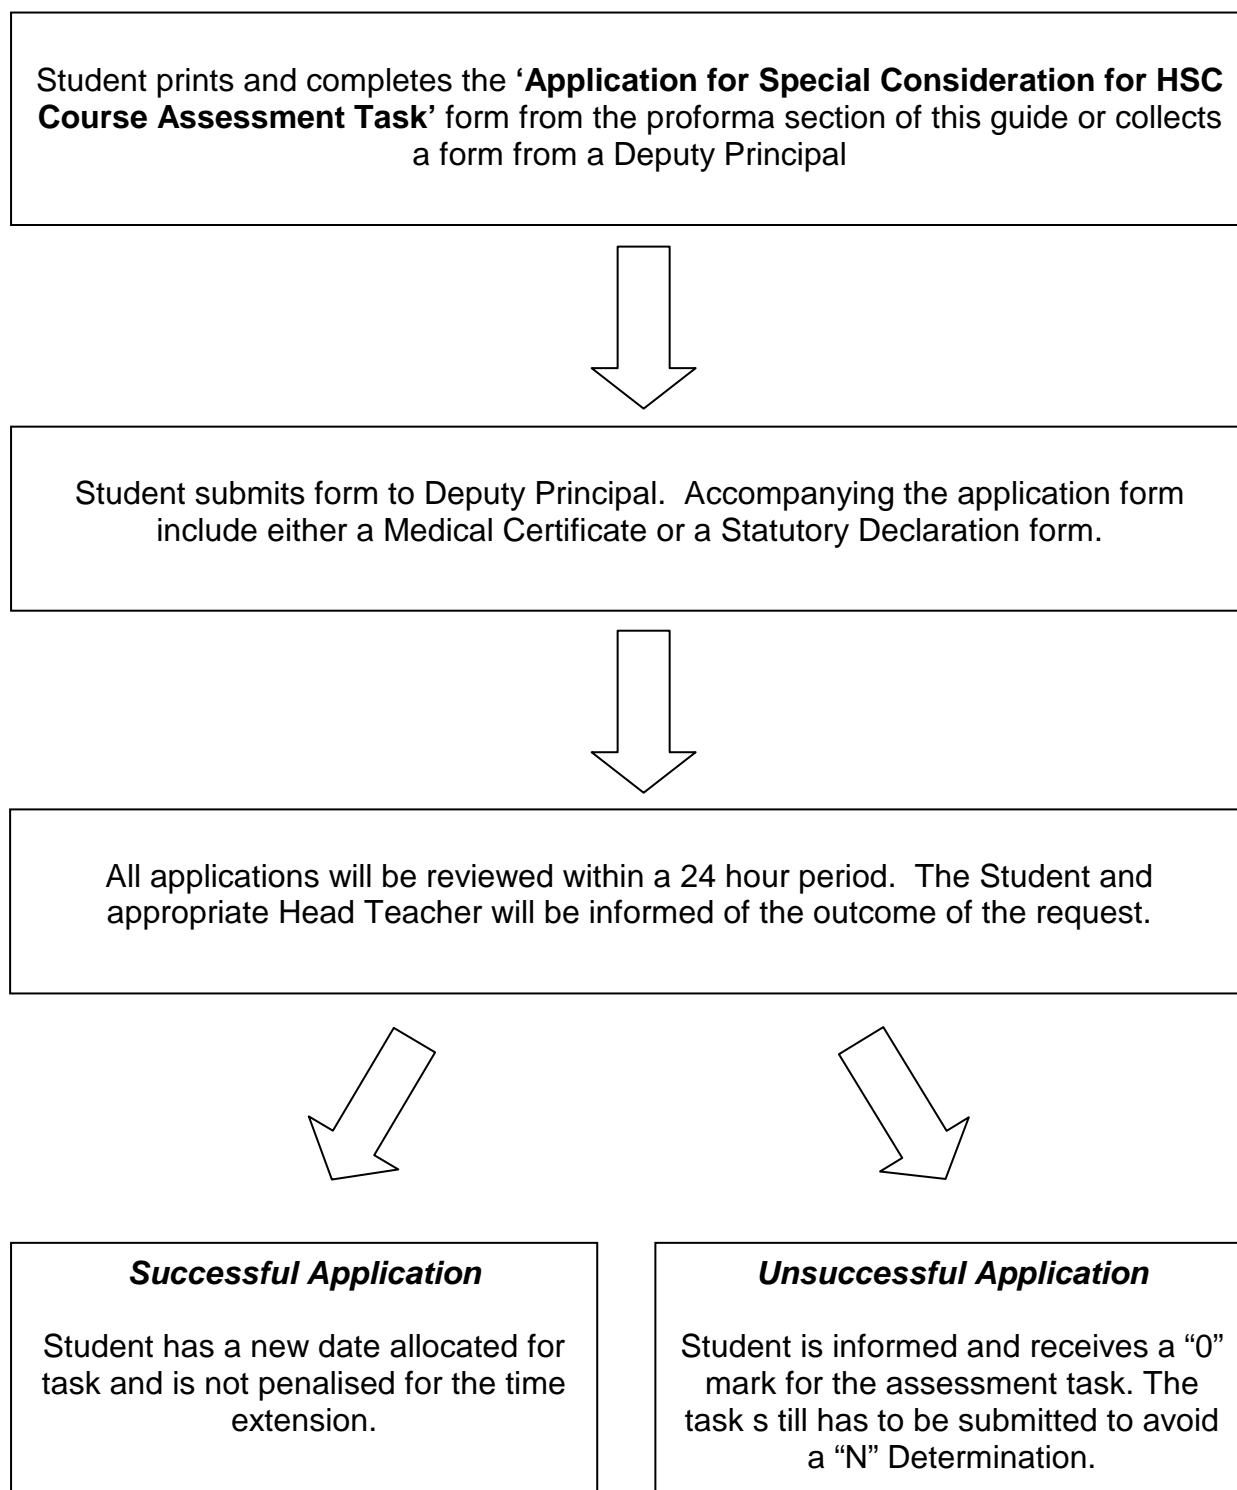 Student prints and completes the ‘Application for Special Consideration for HSC
Course Assessment Task’ form from the proforma section of this guide or collects
a form from a Deputy Principal
Student submits form to Deputy Principal.  Accompanying the application form
include either a Medical Certificate or a Statutory Declaration form.
All applications will be reviewed within a 24 hour period.  The Student and
appropriate Head Teacher will be informed of the outcome of the request.
Successful Application
Student has a new date allocated for
task and is not penalised for the time
extension.
Unsuccessful Application
Student is informed and receives a “0”
mark for the assessment task. The
task s till has to be submitted to avoid
a “N” Determination.